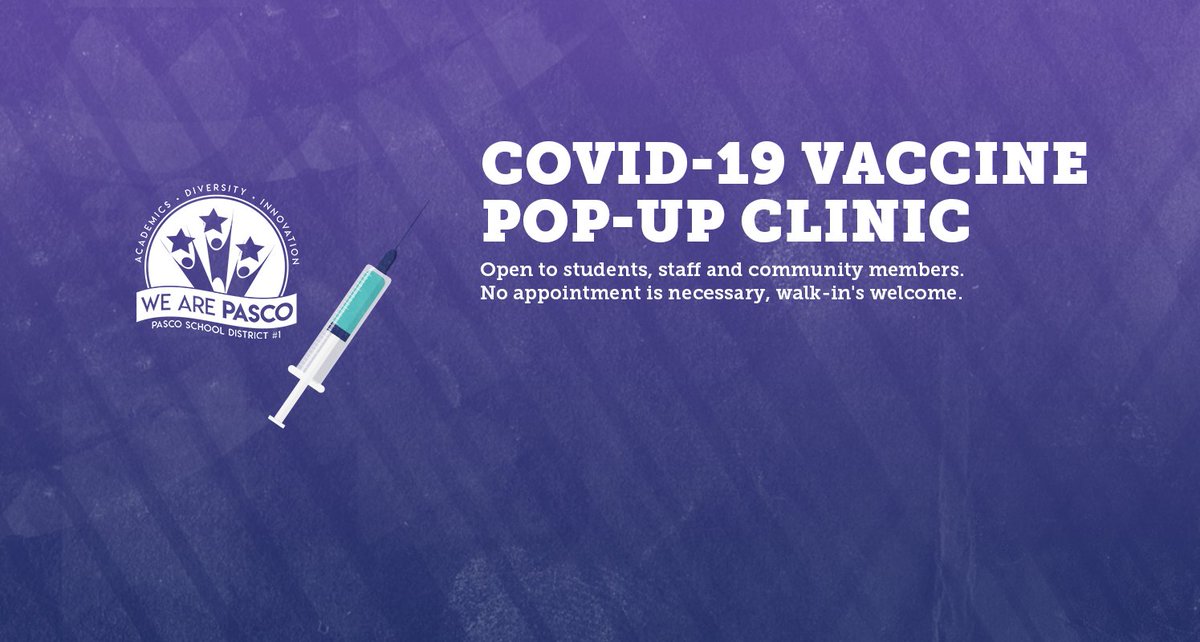 ACADEMICS • DIVERSITY • INNOVATION
WE ARE PASCO
PASCO SCHOOL DISTRICT #1
COVID-19 VACCINE
POP-UP CLINIC
Open to students, staff and community members.
No appointment is necessary, walk-in's welcome.